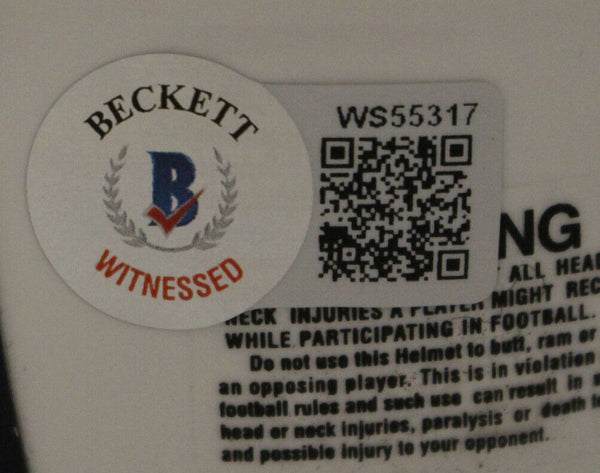 BECKETT
B
WITNESSED
WS55317
NG
ALL HEAD
NECK INJURIES A PLAYER MIGHT REC
WHILE PARTICIPATING IN FOOTBALL.
Do not use this Helmet to butt, ram or
an opposing player. This is in violation
football rules and such use can result in s
head or neck injuries, paralysis or death
and possible injury to your opponent.